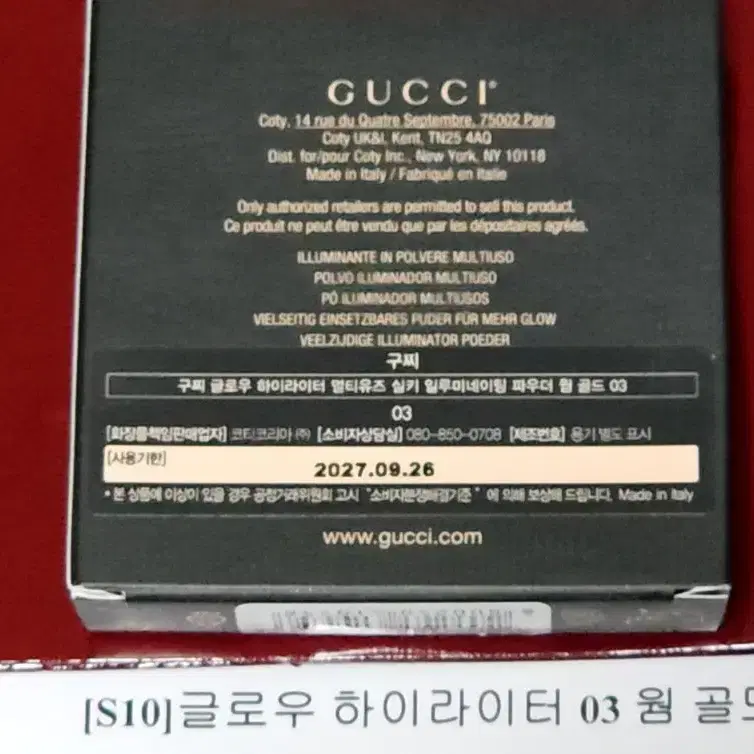 GUCCI
Coty, 14 rue du Quatre Septembre, 75002 Paris
Coty UK&I, Kent, TN25 4AQ
Dist. for/pour Coty Inc., New York, NY 10118
Made in Italy / Fabriqué en Italie
Only authorized retailers are permitted to sell this product.
Ce produit ne peut être vendu que par les dépositaires agréés.
ILLUMINANTE IN POLVERE MULTIUSO
POLVO ILUMINADOR MULTIUSO
PÓ ILUMINADOR MULTIUSOS
VIELSEITIG EINSETZBARES PUDER FÜR MEHR GLOW
VEELZIJDIGE ILLUMINATOR POEDER
구찌
구찌 글로우 하이라이터 멀티유즈 실키 일루미네이팅 파우더 웜 골드 03
03
[화장품책임판매업자] 코티코리아 ㈜ [소비자상담실] 080-850-0708 [제조번호] 용기 별도 표시
[사용기한]
2027.09.26
* 본 상품에 이상이 있을 경우 공정거래위원회 고시 "소비자분쟁해결기준" 에 의해 보상해 드립니다. Made in Italy
www.gucci.com
[S10]글로우 하이라이터 03 웜 골드